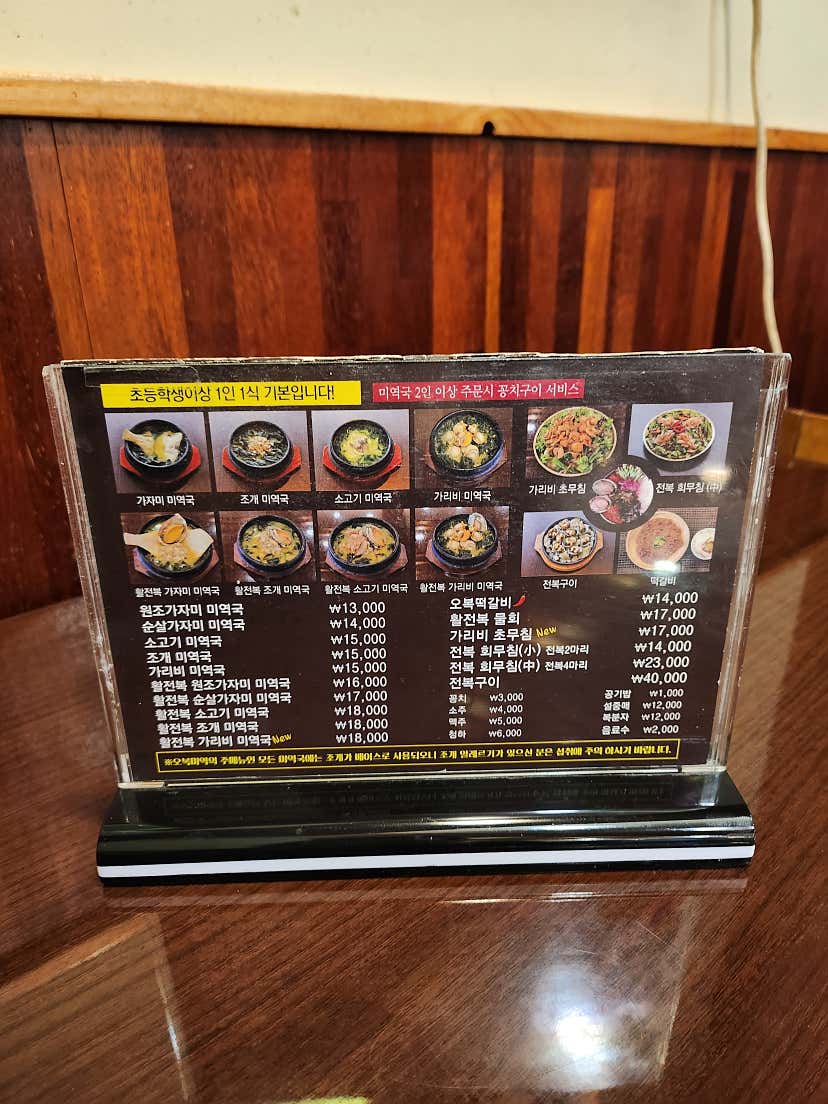 초등학생이상 1인 1식 기본입니다!
미역국 2인 이상 주문시 꽁치구이 서비스
가자미 미역국
조개 미역국
소고기 미역국
가리비 미역국
가리비 초무침
전복 회무침 (中)
활전복 가자미 미역국
활전복 조개 미역국
활전복 소고기 미역국
활전복 가리비 미역국
전복구이
떡갈비
원조가자미 미역국 ₩13,000
순살가자미 미역국 ₩14,000
소고기 미역국 ₩15,000
조개 미역국 ₩15,000
가리비 미역국 ₩15,000
활전복 원조가자미 미역국 ₩16,000
활전복 순살가자미 미역국 ₩17,000
활전복 소고기 미역국 ₩18,000
활전복 조개 미역국 ₩18,000
활전복 가리비 미역국 New ₩18,000
오복떡갈비 ₩14,000
활전복 물회 ₩17,000
가리비 초무침 New ₩17,000
전복 회무침(小) 전복2마리 ₩14,000
전복 회무침(中) 전복4마리 ₩23,000
전복구이 ₩40,000
꽁치 ₩3,000
소주 ₩4,000
맥주 ₩5,000
청하 ₩6,000
공기밥 ₩1,000
설중매 ₩12,000
복분자 ₩12,000
음료수 ₩2,000
※오복미역의 주메뉴인 모든 미역국에는 조개가 베이스로 사용되오니 조개 알레르기가 있으신 분은 섭취에 주의 하시기 바랍니다.